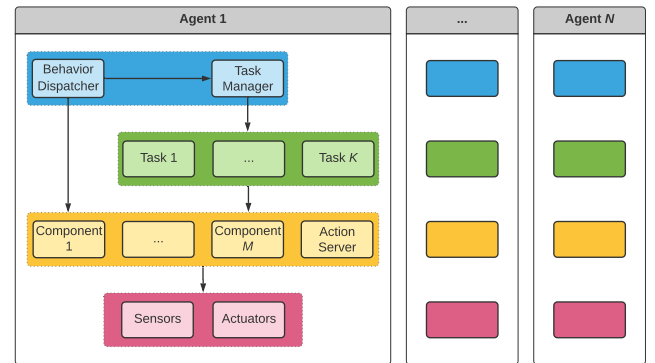 Agent 1
...
Agent N
Behavior
Dispatcher
Task
Manager
Task 1
...
Task K
Component
1
...
Component
M
Action
Server
Sensors
Actuators